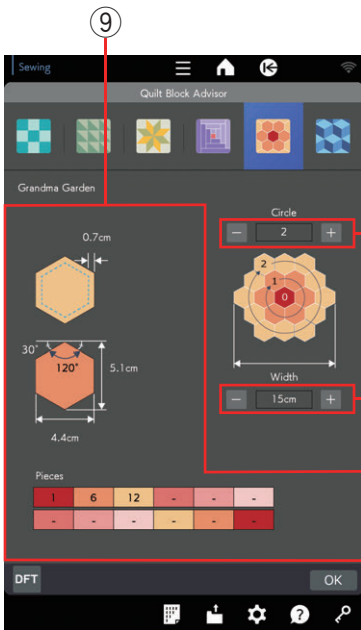 ⑨
Sewing
Quilt Block Advisor
Grandma Garden
Circle
− 2 +
0.7cm
2
1
0
30°
120°
5.1cm
4.4cm
Width
− 15cm +
Pieces
1 6 12 - - -
- - - - - -
DFT
OK
?